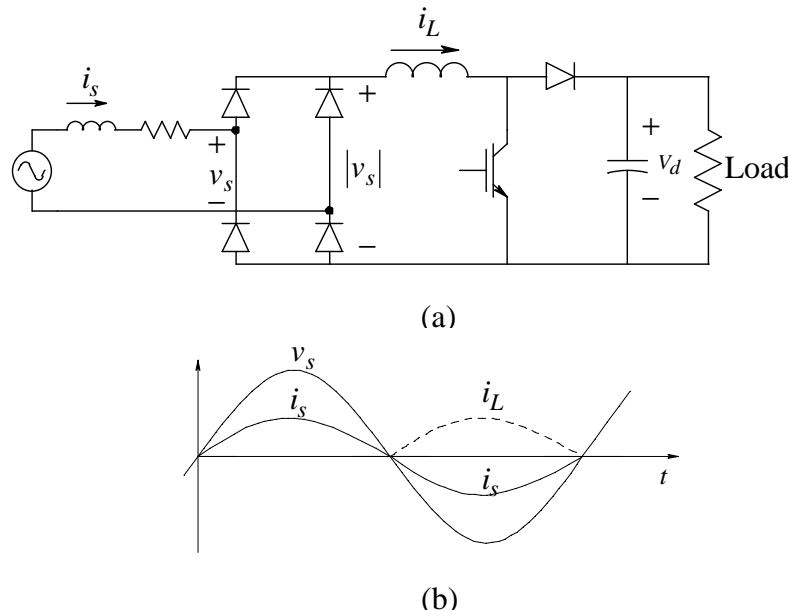 i_L
i_s
+
+
+
v_s
|v_s|
V_d
Load
−
−
−
(a)
v_s
i_s
i_L
i_s
t
(b)